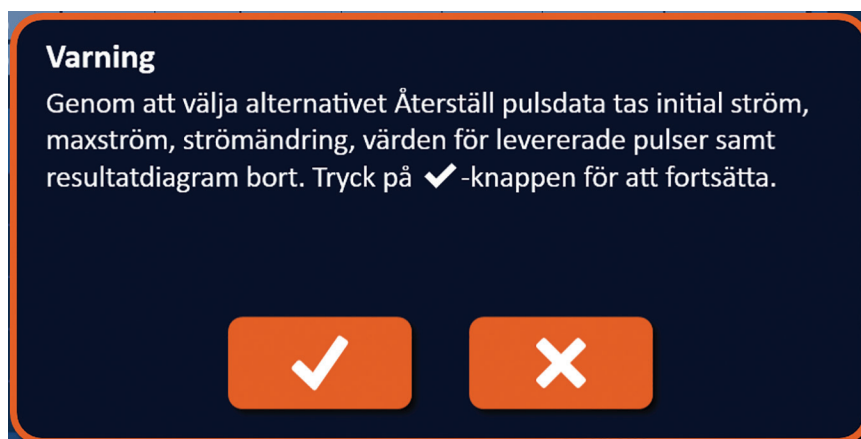 Varning
Genom att välja alternativet Återställ pulsdata tas initial ström,
maxström, strömändring, värden för levererade pulser samt
resultatdiagram bort. Tryck på ✔-knappen för att fortsätta.